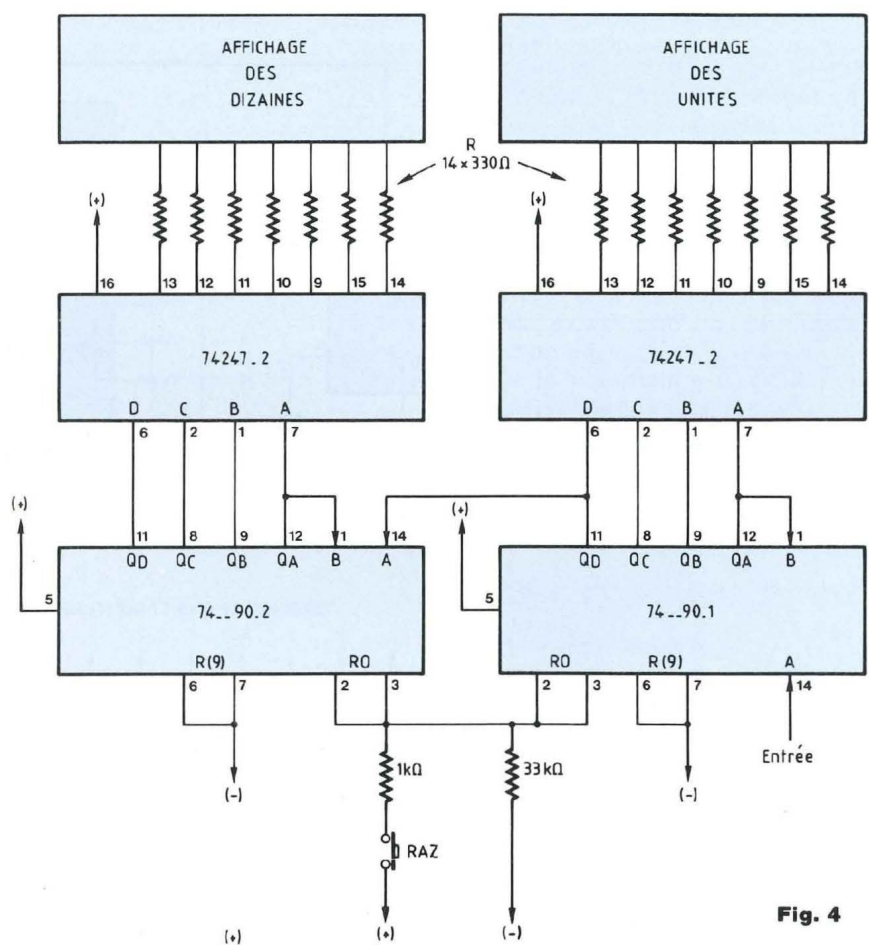 AFFICHAGE
DES
DIZAINES
AFFICHAGE
DES
UNITES
R
14 x 330Ω
(+)
16 13 12 11 10 9 15 14
(+)
16 13 12 11 10 9 15 14
74247_2
D C B A
6 2 1 7
74247_2
D C B A
6 2 1 7
(+)
11 8 9 12 1 14
QD QC QB QA B A
5
74__90.2
R(9) RO
6 7 2 3
(+)
11 8 9 12 1
QD QC QB QA B
5
74__90.1
RO R(9) A
2 3 6 7 14
Entrée
1kΩ
33kΩ
(-)
(-)
RAZ
(+)
(+)
(-)
Fig. 4